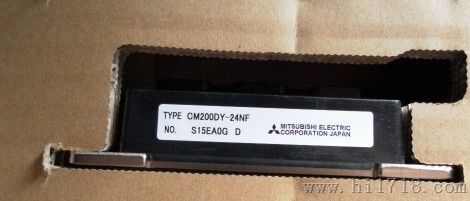 TYPE CM200DY-24NF
NO. S15EA0G D
MITSUBISHI ELECTRIC
CORPORATION JAPAN
www.hi1718.com